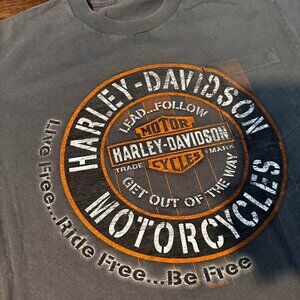 HARLEY-DAVIDSON
LEAD...FOLLOW
MOTOR
HARLEY-DAVIDSON
TRADE MARK
CYCLES
GET OUT OF THE WAY
MOTORCYCLES
Live Free...Ride Free...Be Free